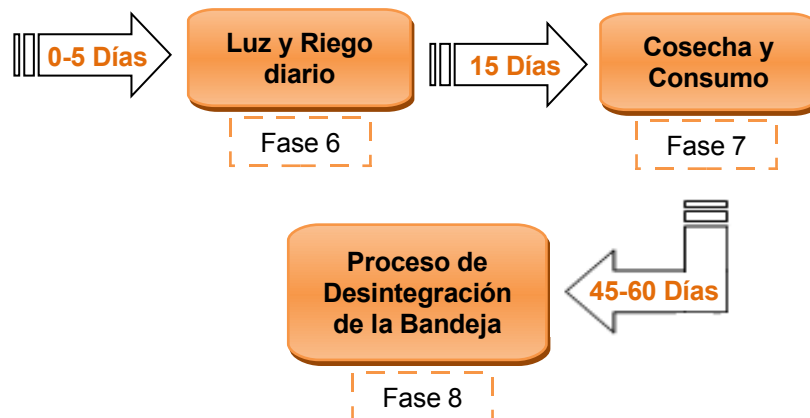 0-5 Días
Luz y Riego
diario
Fase 6
15 Días
Cosecha y
Consumo
Fase 7
45-60 Días
Proceso de
Desintegración
de la Bandeja
Fase 8